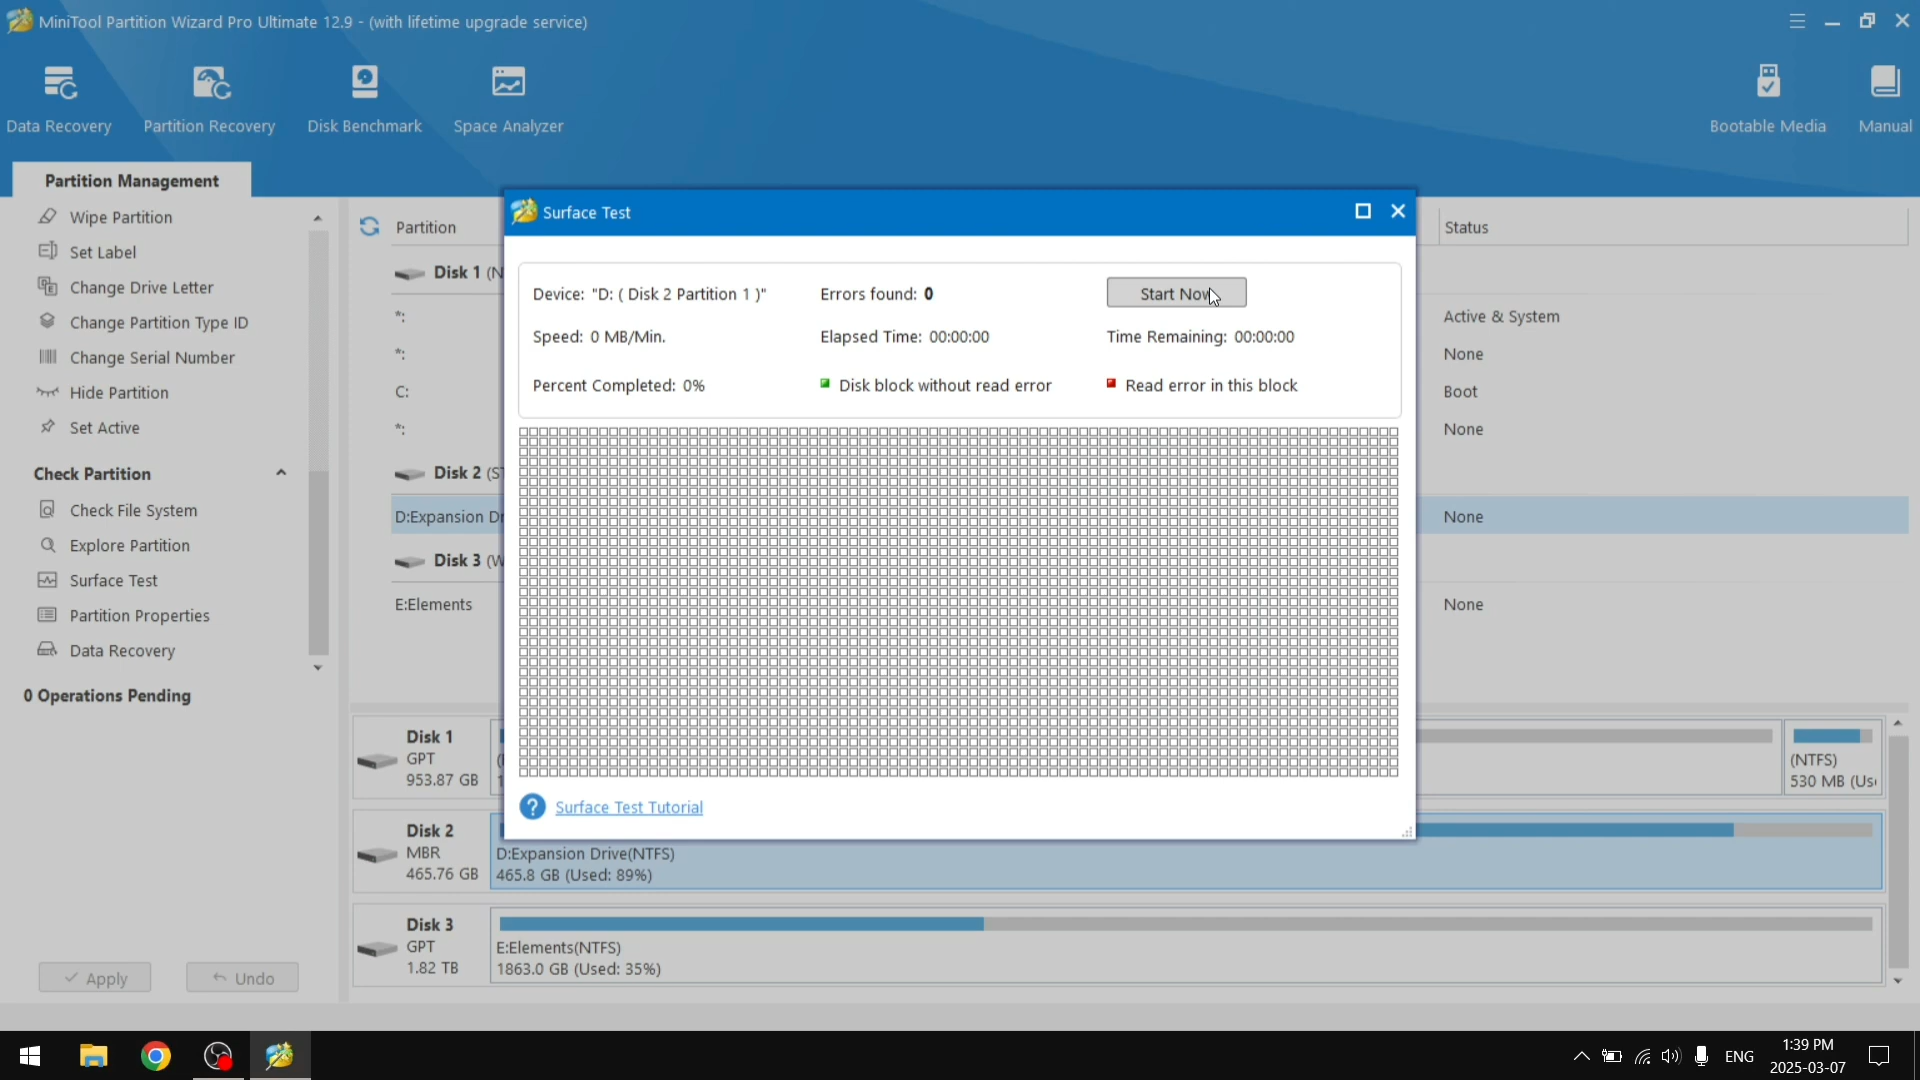 MiniTool Partition Wizard Pro Ultimate 12.9 - (with lifetime upgrade service)
Data Recovery
Partition Recovery
Disk Benchmark
Space Analyzer
Bootable Media
Manual
Partition Management
Wipe Partition
Set Label
Change Drive Letter
Change Partition Type ID
Change Serial Number
Hide Partition
Set Active
Check Partition
Check File System
Explore Partition
Surface Test
Partition Properties
Data Recovery
0 Operations Pending
Apply
Undo
Partition
Status
Disk 1 (N
*:
Active & System
*:
None
C:
Boot
*:
None
Disk 2 (S
D:Expansion Dr
None
Disk 3 (W
E:Elements
None
Surface Test
Device: "D: ( Disk 2 Partition 1 )"
Errors found: 0
Start Now
Speed: 0 MB/Min.
Elapsed Time: 00:00:00
Time Remaining: 00:00:00
Percent Completed: 0%
Disk block without read error
Read error in this block
? Surface Test Tutorial
Disk 1
GPT
953.87 GB
(NTFS)
530 MB (Us
Disk 2
MBR
465.76 GB
D:Expansion Drive(NTFS)
465.8 GB (Used: 89%)
Disk 3
GPT
1.82 TB
E:Elements(NTFS)
1863.0 GB (Used: 35%)
ENG
1:39 PM
2025-03-07